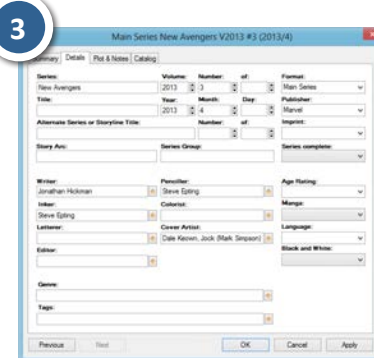 3
Main Series New Avengers V2013 #3 (2013/4)
Summary Details Plot & Notes Catalog
Series: Volume: Number: of: Format:
New Avengers 2013 3 Main Series
Title: Year: Month: Day: Publisher:
2013 4 Marvel
Alternate Series or Storyline Title: Number: of: Imprint:
Story Arc: Series Group: Series complete:
Writer: Penciller: Age Rating:
Jonathan Hickman Steve Epting
Inker: Colorist: Manga:
Steve Epting
Letterer: Cover Artist: Language:
Dale Keown, Jock (Mark Simpson)
Editor: Black and White:
Genre:
Tags:
Previous Next OK Cancel Apply